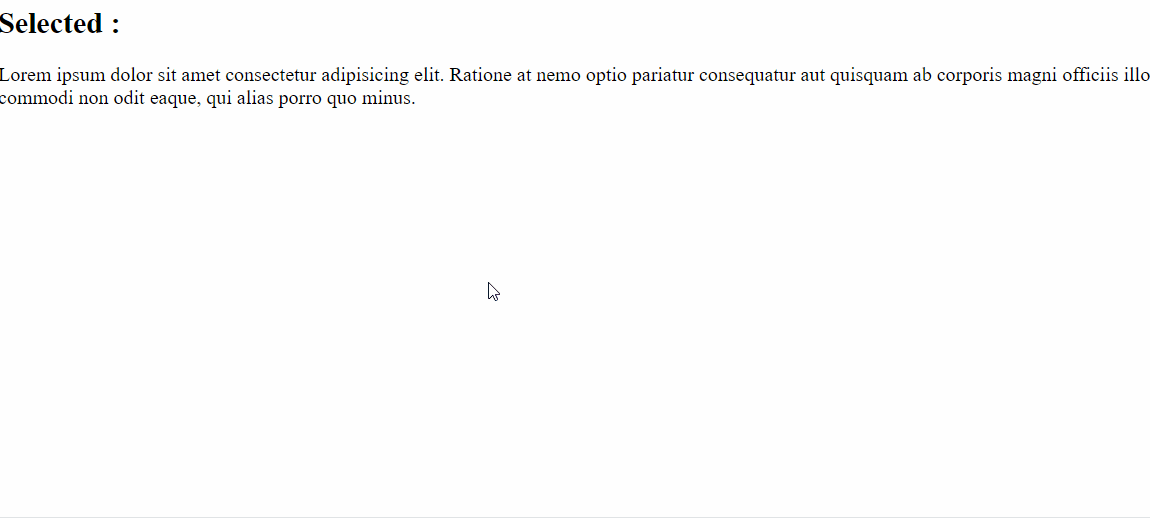 Selected :
Lorem ipsum dolor sit amet consectetur adipisicing elit. Ratione at nemo optio pariatur consequatur aut quisquam ab corporis magni officiis illo
commodi non odit eaque, qui alias porro quo minus.